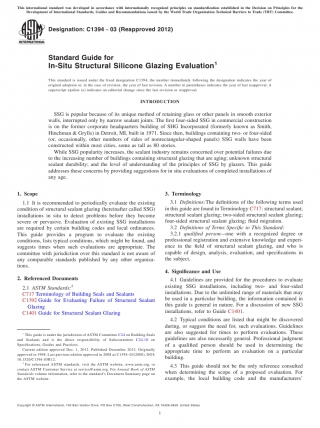 This international standard was developed in accordance with internationally recognized principles on standardization established in the Decision on Principles for the
Development of International Standards, Guides and Recommendations issued by the World Trade Organization Technical Barriers to Trade (TBT) Committee.
Designation: C1394 - 03 (Reapproved 2012)
Standard Guide for
In-Situ Structural Silicone Glazing Evaluation1
This standard is issued under the fixed designation C1394; the number immediately following the designation indicates the year of
original adoption or, in the case of revision, the year of last revision. A number in parentheses indicates the year of last reapproval. A
superscript epsilon (ε) indicates an editorial change since the last revision or reapproval.
INTRODUCTION
SSG is popular because of its unique method of retaining glass or other panels in smooth exterior
walls, interrupted only by narrow sealant joints. The first four-sided SSG in commercial construction
is on the former corporate headquarters building of SHG Incorporated (formerly known as Smith,
Hinchman & Grylls) in Detroit, MI, built in 1971. Since then, buildings containing two- or four-sided
(or, occasionally, other numbers of sides of nonrectangular-shaped panels) SSG walls have been
constructed within most cities, some as tall as 80 stories.
While SSG popularity increases, the sealant industry remains concerned over potential failures due
to the increasing number of buildings containing structural glazing that are aging; unknown structural
sealant durability; and the level of understanding of the principles of SSG by glazers. This guide
addresses these concerns by providing suggestions for in situ evaluations of completed installations of
any age.
1. Scope
1.1 It is recommended to periodically evaluate the existing
condition of structural sealant glazing (hereinafter called SSG)
installations in situ to detect problems before they become
severe or pervasive. Evaluation of existing SSG installations
are required by certain building codes and local ordinances.
This guide provides a program to evaluate the existing
conditions, lists typical conditions, which might be found, and
suggests times when such evaluations are appropriate. The
committee with jurisdiction over this standard is not aware of
any comparable standards published by other organiza-
tions.
2. Referenced Documents
2.1 ASTM Standards:2
C717 Terminology of Building Seals and Sealants
C1392 Guide for Evaluating Failure of Structural Sealant
Glazing
C1401 Guide for Structural Sealant Glazing
1 This guide is under the jurisdiction of ASTM Committee C24 on Building Seals
and Sealants and is the direct responsibility of Subcommittee C24.10 on
Specifications, Guides and Practices.
Current edition approved Dec. 1, 2012. Published December 2012. Originally
approved in 1998. Last previous edition approved in 2008 as C1394–03(2008). DOI:
10.1520/C1394-03R12.
2 For referenced ASTM standards, visit the ASTM website, www.astm.org, or
contact ASTM Customer Service at service@astm.org. For Annual Book of ASTM
Standards volume information, refer to the standard's Document Summary page on
the ASTM website.
3. Terminology
3.1 Definitions: The definitions of the following terms used
in this guide are found in Terminology C717: structural sealant;
structural sealant glazing; two-sided structural sealant glazing;
four-sided structural sealant glazing; fluid migration.
3.2 Definitions of Terms Specific to This Standard:
3.2.1 qualified person—one with a recognized degree or
professional registration and extensive knowledge and experi-
ence in the field of structural sealant glazing, and who is
capable of design, analysis, evaluation, and specifications in
the subject.
4. Significance and Use
4.1 Guidelines are provided for the procedures to evaluate
existing SSG installations, including two- and four-sided
installations. Due to the unlimited range of materials that may
be used in a particular building, the information contained in
this guide is general in nature. For a discussion of new SSG
installations, refer to Guide C1401.
4.2 Typical conditions are listed that might be discovered
during, or suggest the need for, such evaluations. Guidelines
are also suggested for times to perform evaluations. These
guidelines are also necessarily general. Professional judgment
of a qualified person should be used in determining the
appropriate time to perform an evaluation on a particular
building.
4.3 This guide should not be the only reference consulted
when determining the scope of a proposed evaluation. For
example, the local building code and the manufacturers'
Copyright © ASTM International, 100 Barr Harbor Drive, PO Box C700, West Conshohocken, PA 19428-2959. United States
1